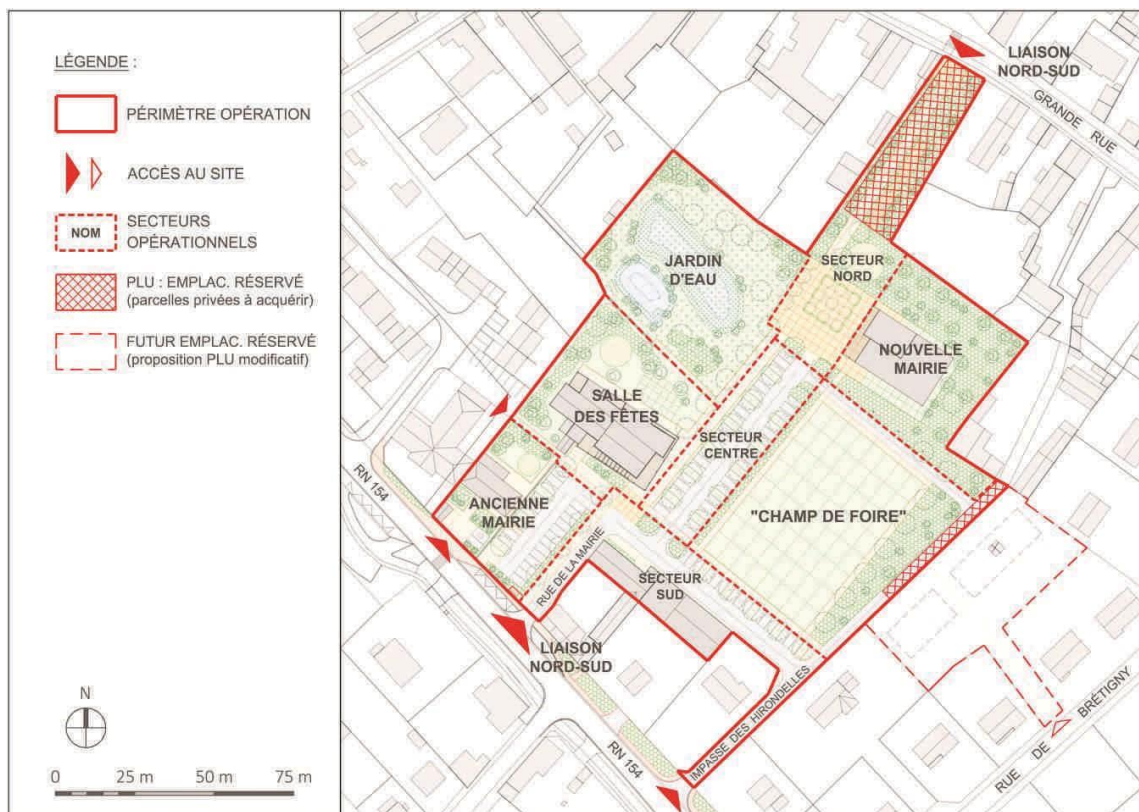 LÉGENDE :
PÉRIMÈTRE OPÉRATION
ACCÈS AU SITE
NOM
SECTEURS
OPÉRATIONNELS
PLU : EMPLAC. RÉSERVÉ
(parcelles privées à acquérir)
FUTUR EMPLAC. RÉSERVÉ
(proposition PLU modificatif)
N
0 25 m 50 m 75 m
LIAISON
NORD-SUD
GRANDE RUE
JARDIN
D'EAU
SECTEUR
NORD
NOUVELLE
MAIRIE
SALLE
DES FÊTES
SECTEUR
CENTRE
RN 154
ANCIENNE
MAIRIE
"CHAMP DE FOIRE"
RUE DE LA MAIRIE
SECTEUR
SUD
LIAISON
NORD-SUD
IMPASSE DES HIRONDELLES
RN 154
RUE DE BRÉTIGNY